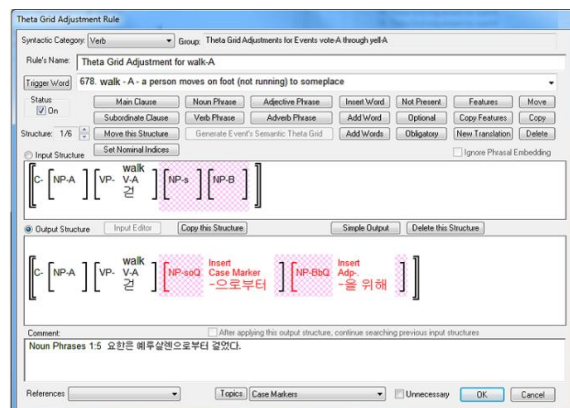 Theta Grid Adjustment Rule
Syntactic Category: Verb Group: Theta Grid Adjustments for Events vote-A through yell-A
Rule's Name: Theta Grid Adjustment for walk-A
Trigger Word 678. walk - A - a person moves on foot (not running) to someplace
Status Main Clause Noun Phrase Adjective Phrase Insert Word Not Present Features Move
On Subordinate Clause Verb Phrase Adverb Phrase Add Word Optional Copy Features Copy
Structure: 1/6 Move this Structure Generate Event's Semantic Theta Grid Add Words Obligatory New Translation Delete
Input Structure Set Nominal Indices Ignore Phrasal Embedding
walk
C- NP-A VP- V-A NP-s NP-B
걷
Output Structure Input Editor Copy this Structure Simple Output Delete this Structure
walk Insert Insert
C- NP-A VP- V-A NP-soQ Case Marker NP-BbQ Adp-.
걷 -으로부터 -을 위해
Comment: After applying this output structure, continue searching previous input structures
Noun Phrases 1:5 요한은 예루살렘으로부터 걸었다.
References Topics Case Markers Unnecessary OK Cancel